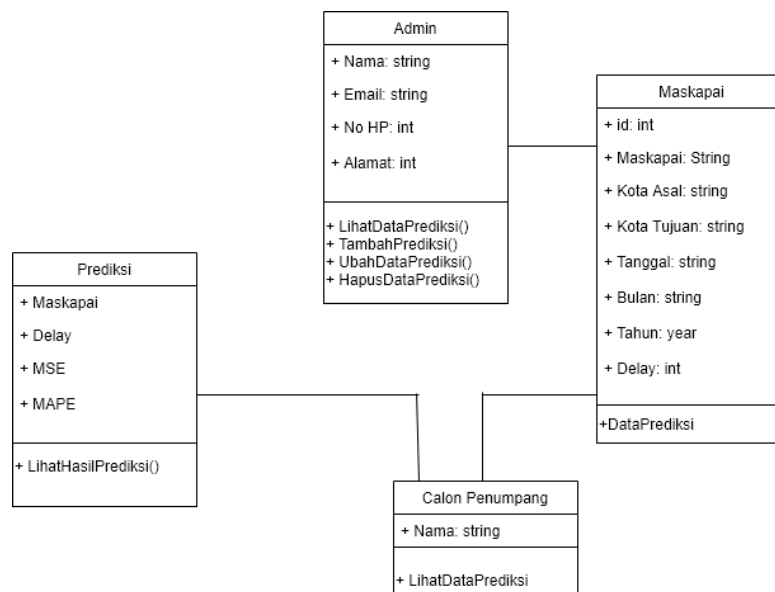 Admin
+ Nama: string
+ Email: string
+ No HP: int
+ Alamat: int
+ LihatDataPrediksi()
+ TambahPrediksi()
+ UbahDataPrediksi()
+ HapusDataPrediksi()
Maskapai
+ id: int
+ Maskapai: String
+ Kota Asal: string
+ Kota Tujuan: string
+ Tanggal: string
+ Bulan: string
+ Tahun: year
+ Delay: int
+DataPrediksi
Prediksi
+ Maskapai
+ Delay
+ MSE
+ MAPE
+ LihatHasilPrediksi()
Calon Penumpang
+ Nama: string
+ LihatDataPrediksi